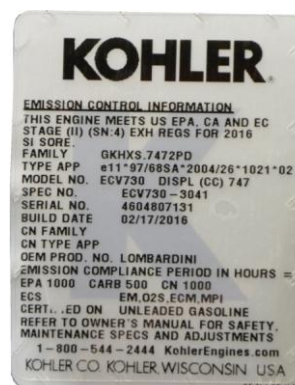 KOHLER
EMISSION CONTROL INFORMATION
THIS ENGINE MEETS US EPA, CA AND EC
STAGE (II) (SN:4) EXH REGS FOR 2016
SI SORE.
FAMILY GKHXS.7472PD
TYPE APP e11*97/68SA*2004/26*1021*02
MODEL NO. ECV730 DISPL (CC) 747
SPEC NO. ECV730-3041
SERIAL NO. 4604807131
BUILD DATE 02/17/2016
CN FAMILY
CN TYPE APP
OEM PROD. NO. LOMBARDINI
EMISSION COMPLIANCE PERIOD IN HOURS =
EPA 1000 CARB 500 CN 1000
ECS EM,O2S,ECM,MPI
ED ON UNLEADED GASOLINE
REFER TO OWNER'S MANUAL FOR SAFETY,
MAINTENANCE SPECS AND ADJUSTMENTS
1-800-544-2444 KohlerEngines.com
KOHLER CO. KOHLER, WISCONSIN USA